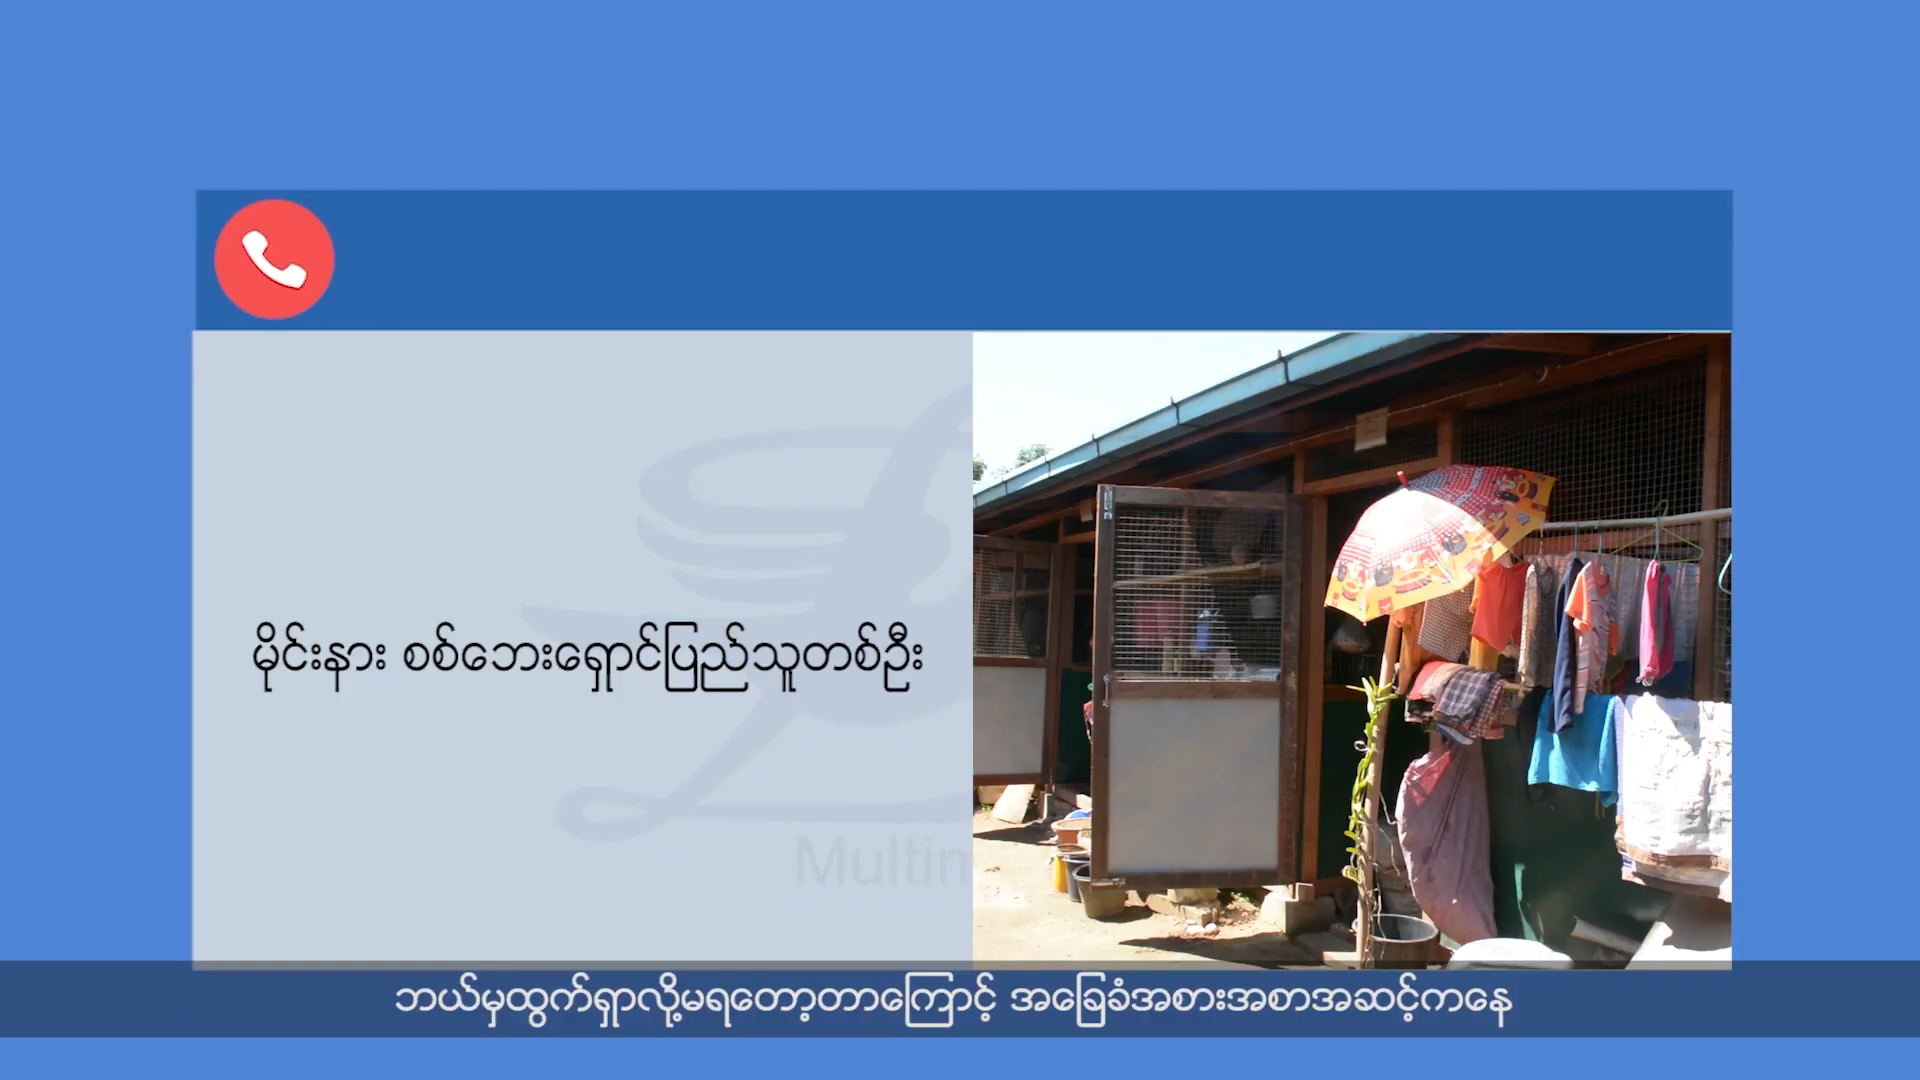 မိုင်းနား စစ်ဘေးရှောင်ပြည်သူတစ်ဦး
Multim
ဘယ်မှထွက်ရှာလို့မရတော့တာကြောင့် အခြေခံအစားအစာအဆင့်ကနေ